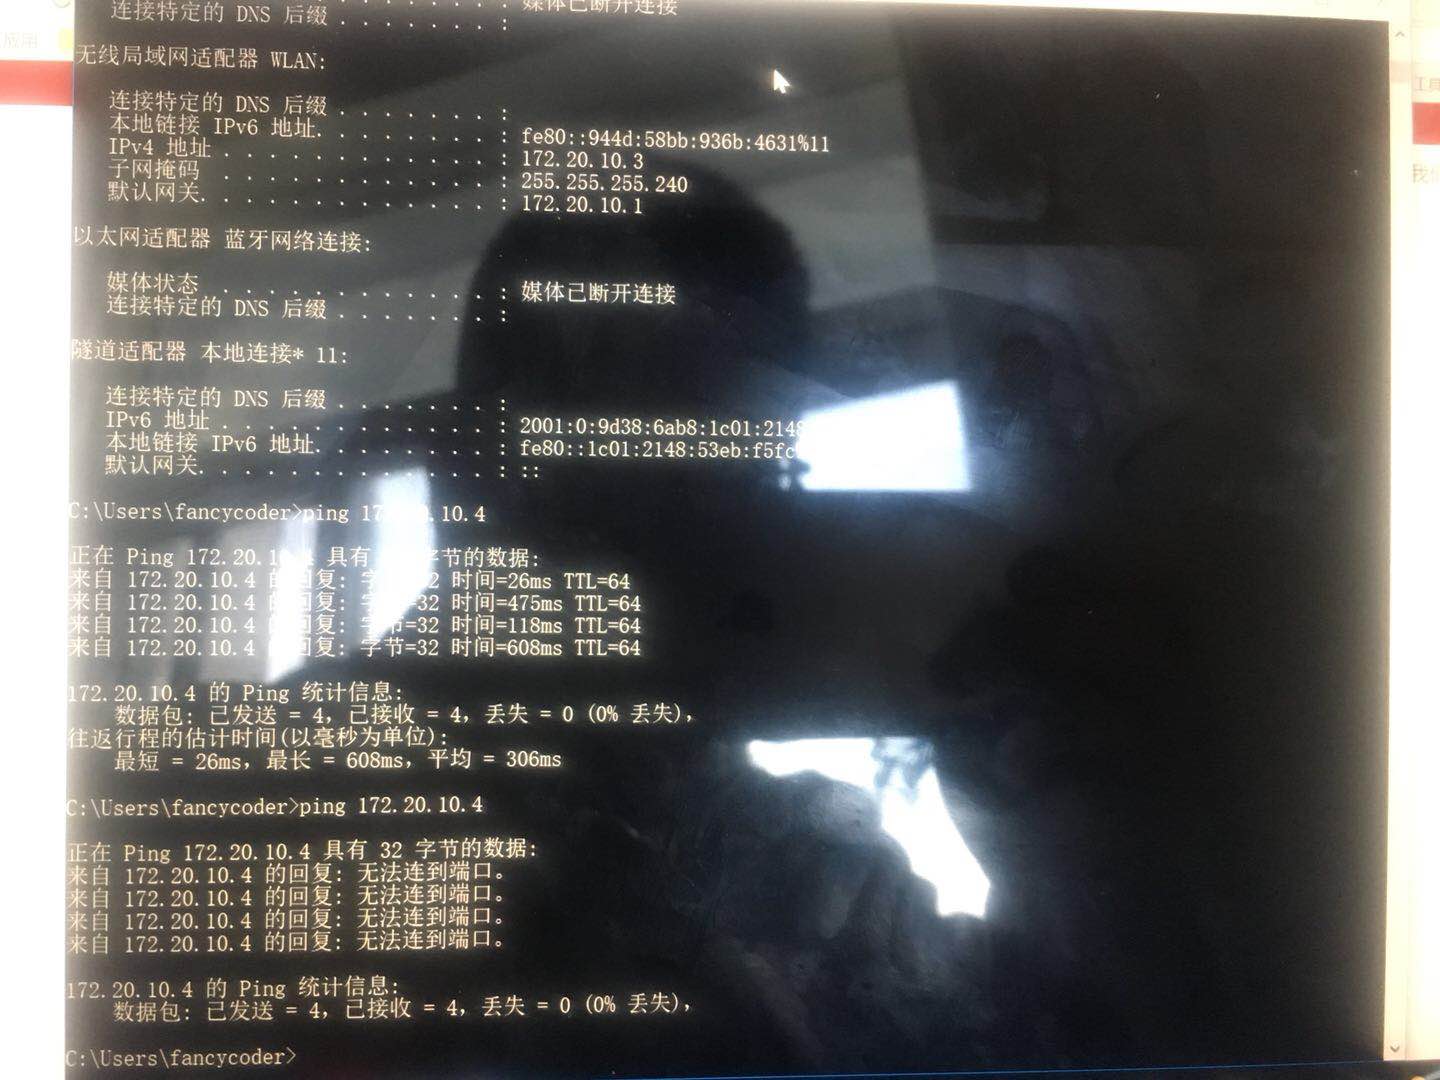 连接特定的 DNS 后缀 . . . . . . . :
媒体已断开连接
无线局域网适配器 WLAN:
连接特定的 DNS 后缀 . . . . . . . :
本地链接 IPv6 地址. . . . . . . . : fe80::944d:58bb:936b:4631%11
IPv4 地址 . . . . . . . . . . . . : 172.20.10.3
子网掩码 . . . . . . . . . . . . : 255.255.255.240
默认网关. . . . . . . . . . . . . : 172.20.10.1
以太网适配器 蓝牙网络连接:
媒体状态 . . . . . . . . . . . . : 媒体已断开连接
连接特定的 DNS 后缀 . . . . . . . :
隧道适配器 本地连接* 11:
连接特定的 DNS 后缀 . . . . . . . :
IPv6 地址 . . . . . . . . . . . . : 2001:0:9d38:6ab8:1c01:2148
本地链接 IPv6 地址. . . . . . . . : fe80::1c01:2148:53eb:f5fc
默认网关. . . . . . . . . . . . . : ::
C:\Users\fancycoder>ping 17 .10.4
正在 Ping 172.20.10.4 具有 字节的数据:
来自 172.20.10.4 的回复: 字节=32 时间=26ms TTL=64
来自 172.20.10.4 的回复: 字节=32 时间=475ms TTL=64
来自 172.20.10.4 的回复: 字节=32 时间=118ms TTL=64
来自 172.20.10.4 的回复: 字节=32 时间=608ms TTL=64
172.20.10.4 的 Ping 统计信息:
数据包: 已发送 = 4，已接收 = 4，丢失 = 0 (0% 丢失)，
往返行程的估计时间(以毫秒为单位):
最短 = 26ms，最长 = 608ms，平均 = 306ms
C:\Users\fancycoder>ping 172.20.10.4
正在 Ping 172.20.10.4 具有 32 字节的数据:
来自 172.20.10.4 的回复: 无法连到端口。
来自 172.20.10.4 的回复: 无法连到端口。
来自 172.20.10.4 的回复: 无法连到端口。
来自 172.20.10.4 的回复: 无法连到端口。
172.20.10.4 的 Ping 统计信息:
数据包: 已发送 = 4，已接收 = 4，丢失 = 0 (0% 丢失)，
C:\Users\fancycoder>
应用
工具
我们